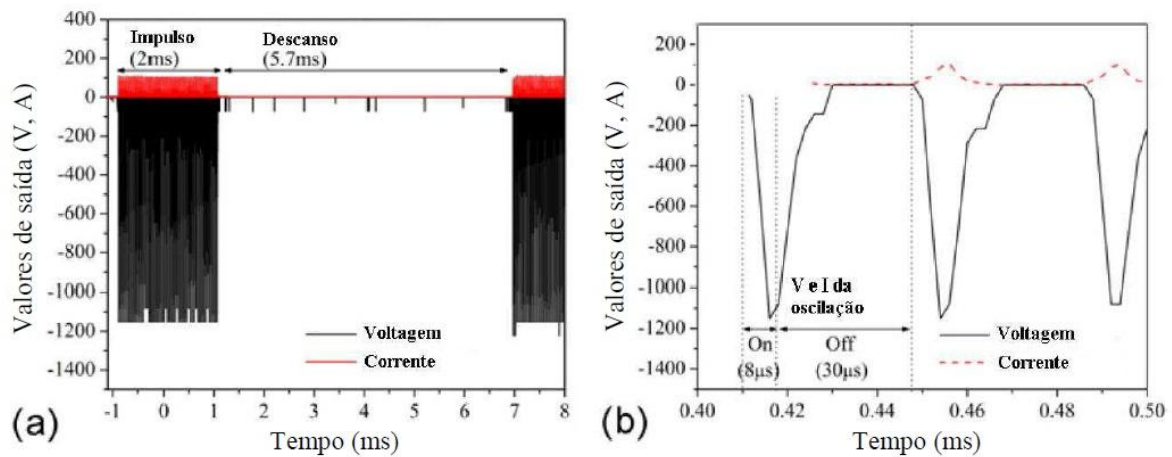 Valores de saída (V, A)
400
200
0
-200
-400
-600
-800
-1000
-1200
-1400
Impulso
(2ms)
Descanso
(5.7ms)
Voltagem
Corrente
-1 0 1 2 3 4 5 6 7 8
Tempo (ms)
(a)
Valores de saída (V, A)
200
0
-200
-400
-600
-800
-1000
-1200
-1400
V e I da
oscilação
On
(8μs)
Off
(30μs)
Voltagem
Corrente
0.40 0.42 0.44 0.46 0.48 0.50
Tempo (ms)
(b)